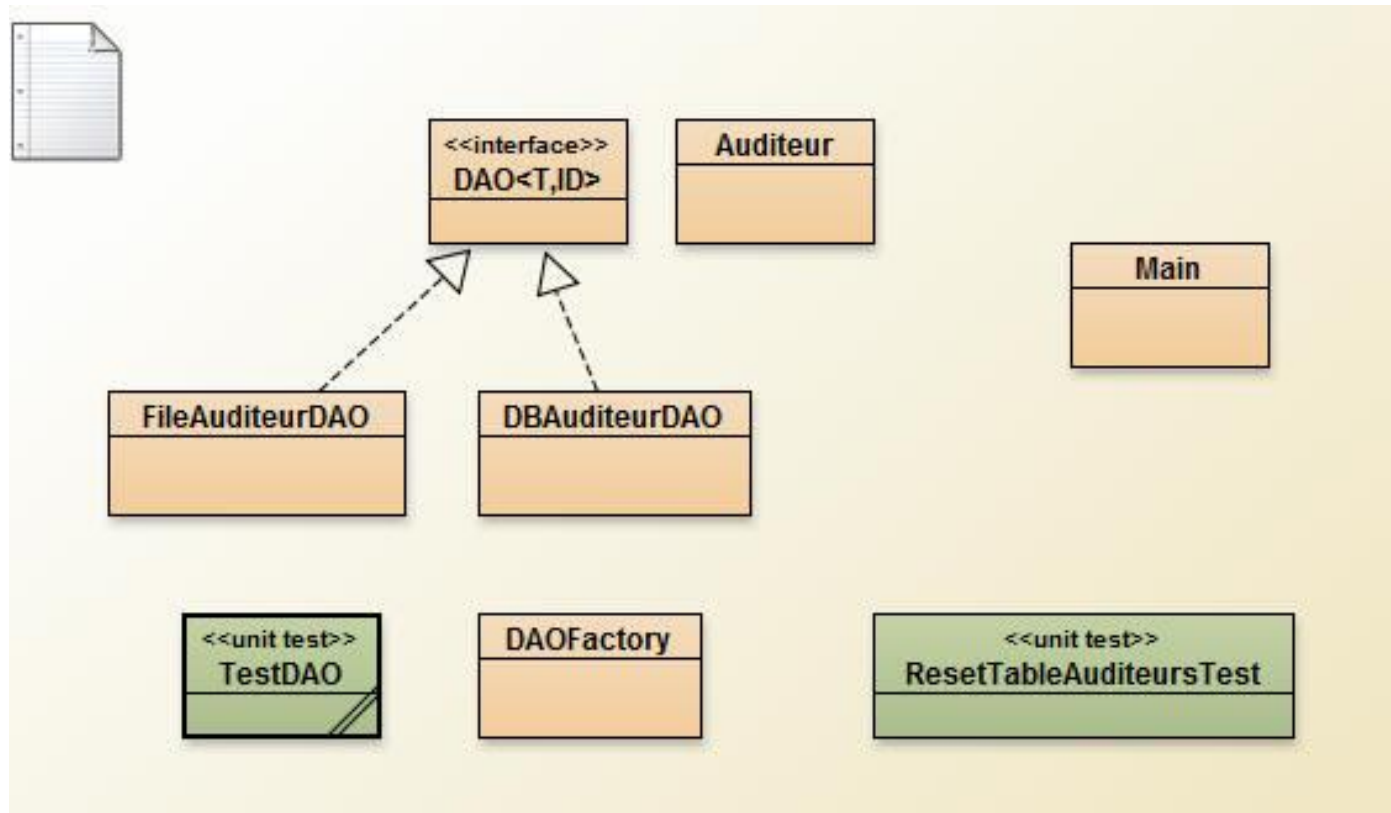 <<interface>>
DAO<T,ID>
Auditeur
Main
FileAuditeurDAO
DBAuditeurDAO
<<unit test>>
TestDAO
DAOFactory
<<unit test>>
ResetTableAuditeursTest